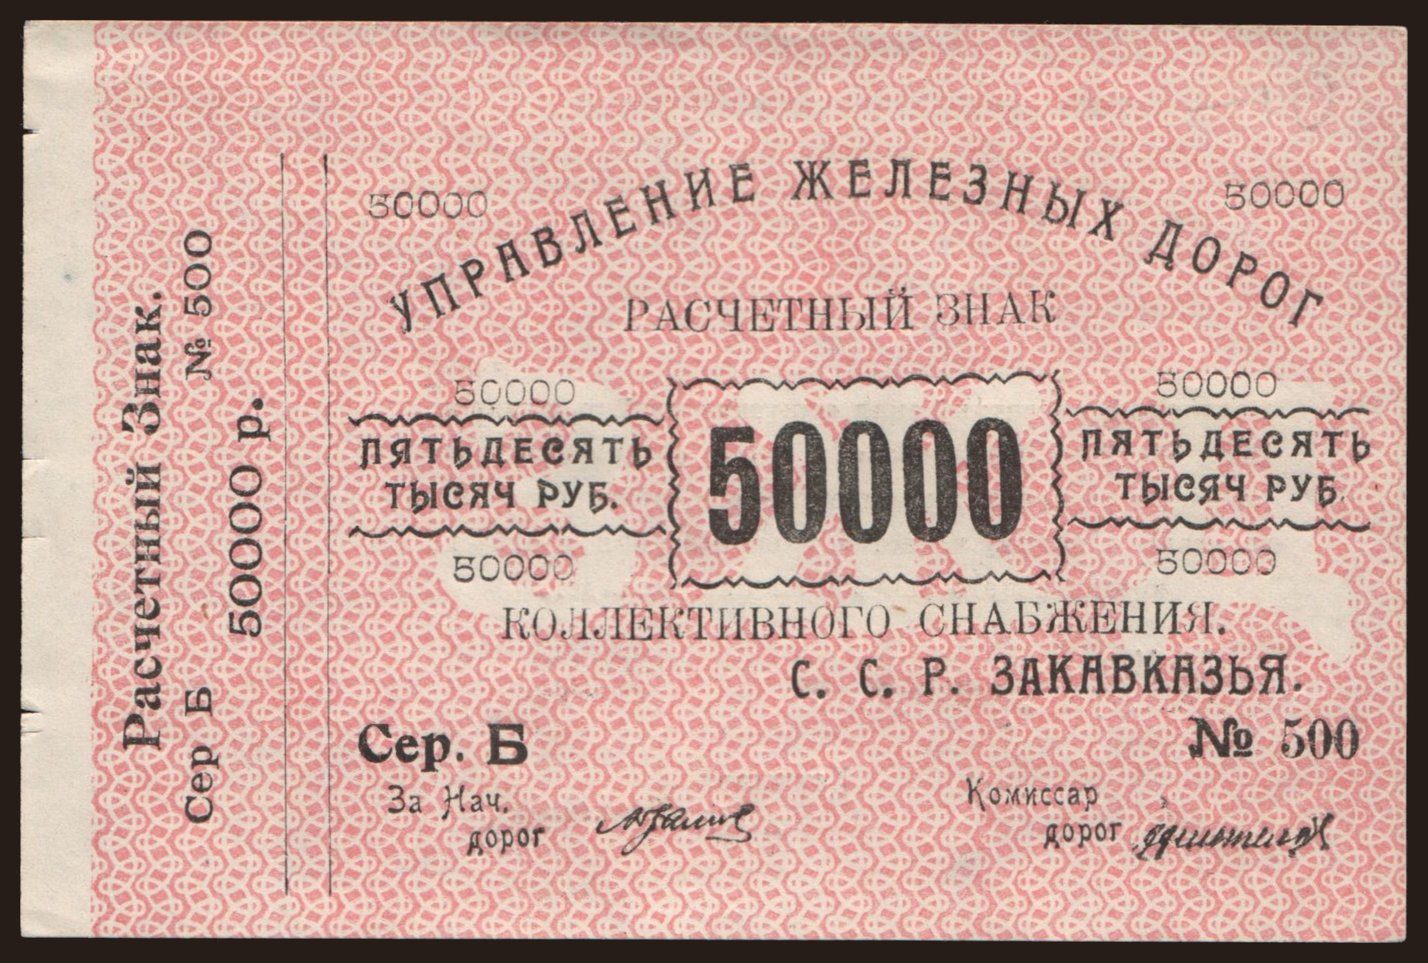 Расчетный Знак.
Сер Б № 500
50000 р.
50000 50000
УПРАВЛЕНИЕ ЖЕЛЕЗНЫХ ДОРОГ
РАСЧЕТНЫЙ ЗНАК
50000 50000
ПЯТЬДЕСЯТЬ 50000 ПЯТЬДЕСЯТЬ
ТЫСЯЧ РУБ. ТЫСЯЧ РУБ.
50000 50000
З Ж Д
КОЛЛЕКТИВНОГО СНАБЖЕНИЯ.
С. С. Р. ЗАКАВКАЗЬЯ.
Сер. Б № 500
За Нач. Комиссар
дорог дорог